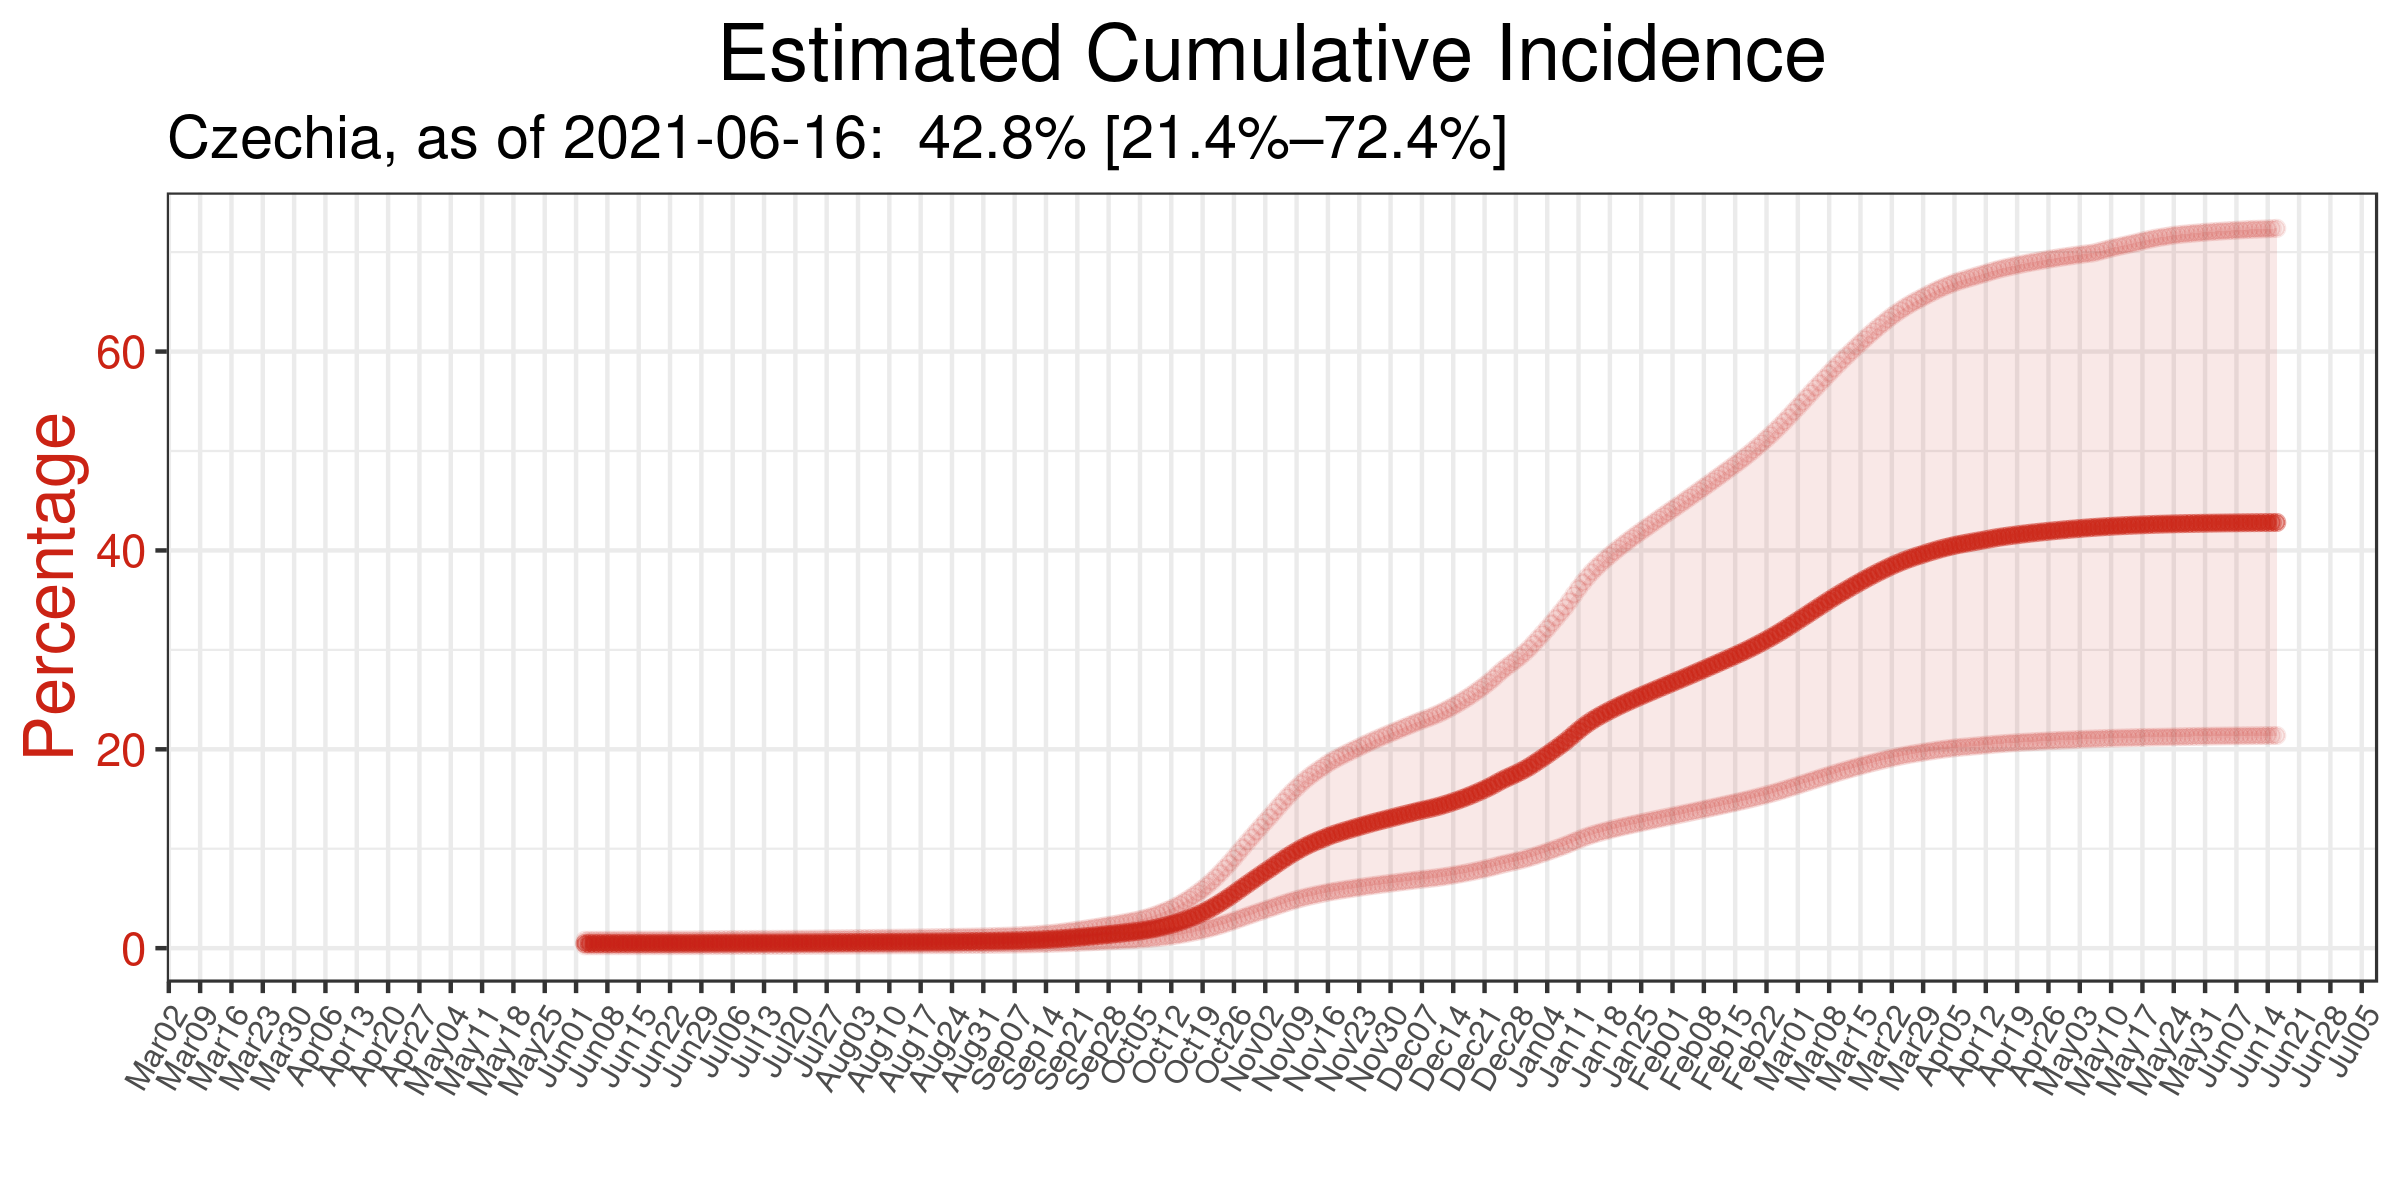 Estimated Cumulative Incidence
Czechia, as of 2021-06-16:  42.8% [21.4%–72.4%]
Percentage
60
40
20
0
Mar02
Mar09
Mar16
Mar23
Mar30
Apr06
Apr13
Apr20
Apr27
May04
May11
May18
May25
Jun01
Jun08
Jun15
Jun22
Jun29
Jul06
Jul13
Jul20
Jul27
Aug03
Aug10
Aug17
Aug24
Aug31
Sep07
Sep14
Sep21
Sep28
Oct05
Oct12
Oct19
Oct26
Nov02
Nov09
Nov16
Nov23
Nov30
Dec07
Dec14
Dec21
Dec28
Jan04
Jan11
Jan18
Jan25
Feb01
Feb08
Feb15
Feb22
Mar01
Mar08
Mar15
Mar22
Mar29
Apr05
Apr12
Apr19
Apr26
May03
May10
May17
May24
May31
Jun07
Jun14
Jun21
Jun28
Jul05